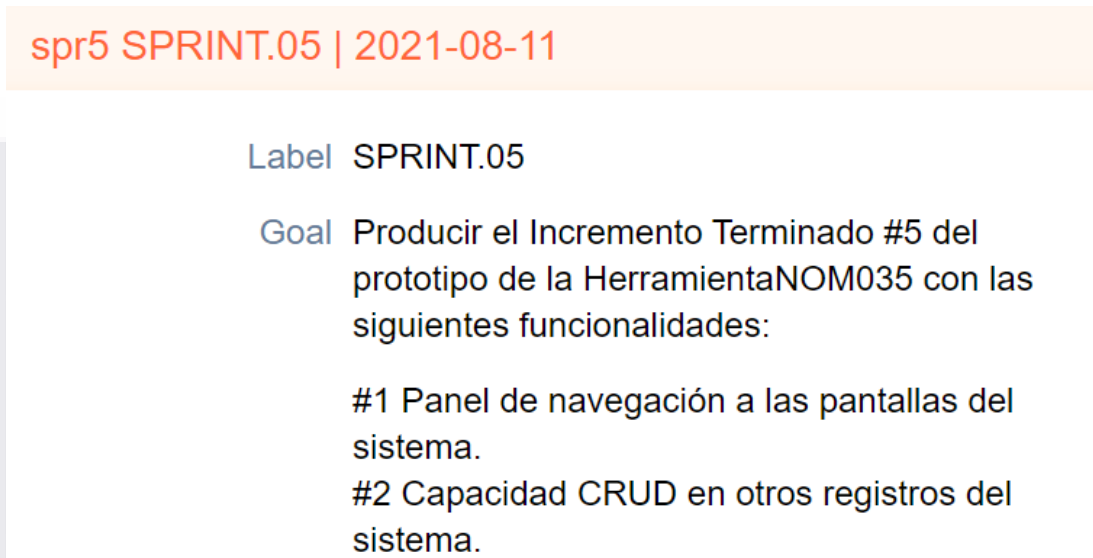 spr5 SPRINT.05 | 2021-08-11
Label SPRINT.05
Goal Producir el Incremento Terminado #5 del
prototipo de la HerramientaNOM035 con las
siguientes funcionalidades:
#1 Panel de navegación a las pantallas del
sistema.
#2 Capacidad CRUD en otros registros del
sistema.